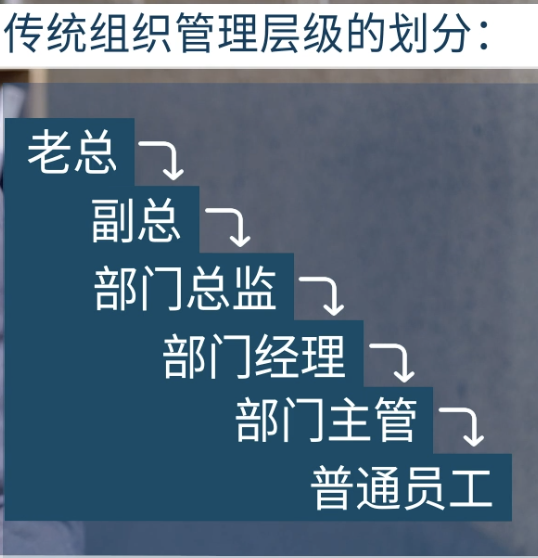 传统组织管理层级的划分：
老总
副总
部门总监
部门经理
部门主管
普通员工